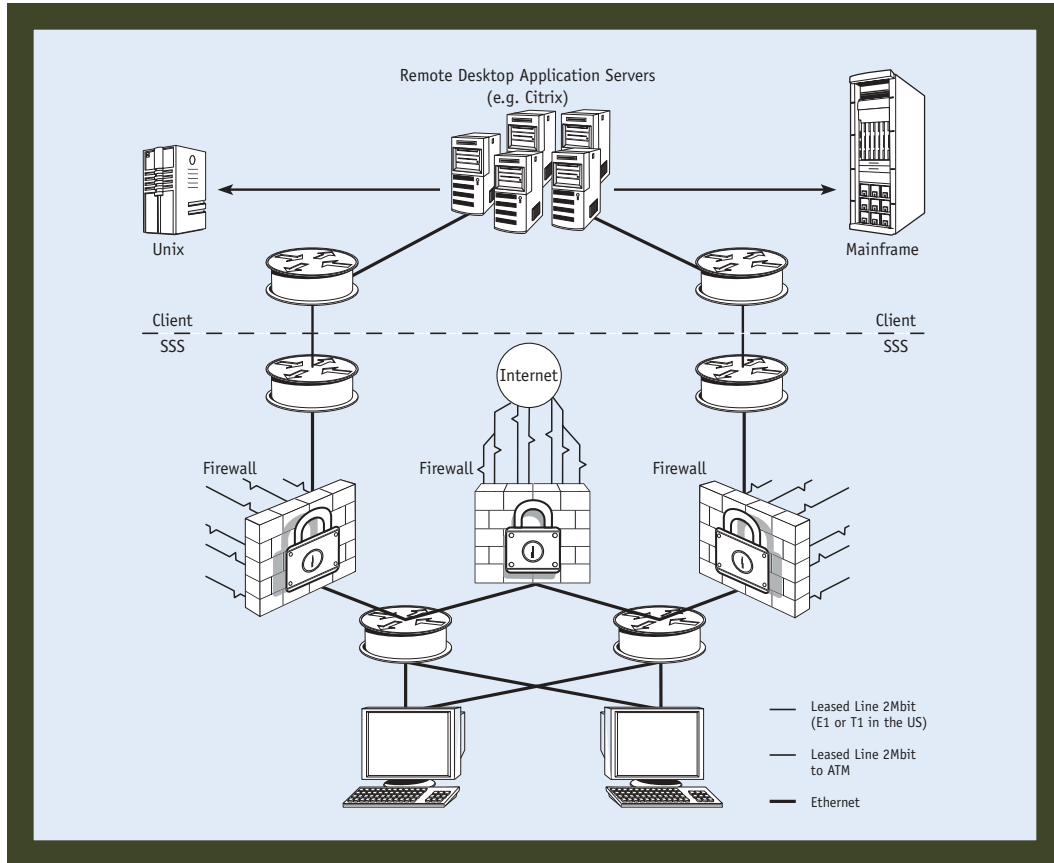 Remote Desktop Application Servers
(e.g. Citrix)
Unix
Mainframe
Client
Client
SSS
SSS
Internet
Firewall
Firewall
Firewall
Leased Line 2Mbit
(E1 or T1 in the US)
Leased Line 2Mbit
to ATM
Ethernet